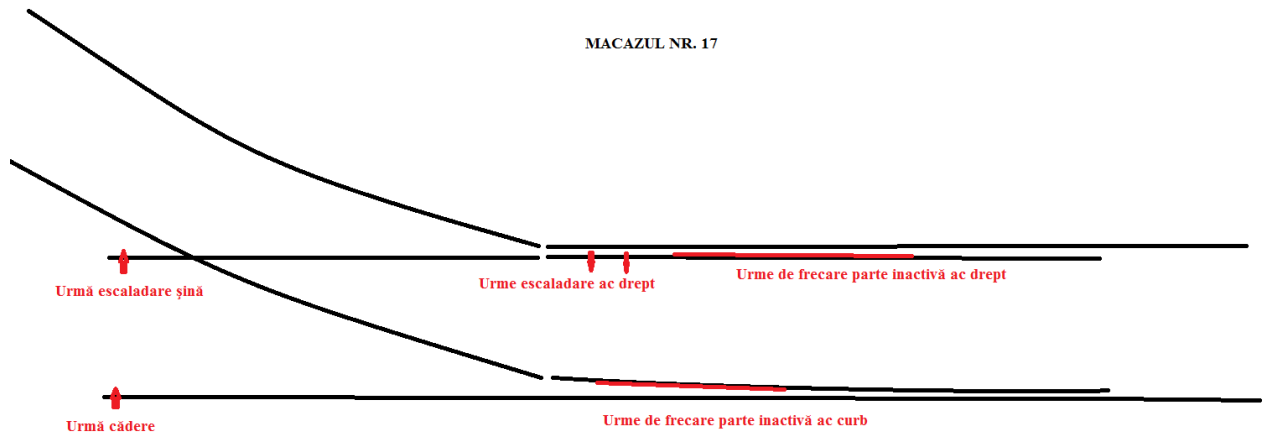 MACAZUL NR. 17
Urmă escaladare șină
Urme escaladare ac drept
Urme de frecare parte inactivă ac drept
Urmă cădere
Urme de frecare parte inactivă ac curb